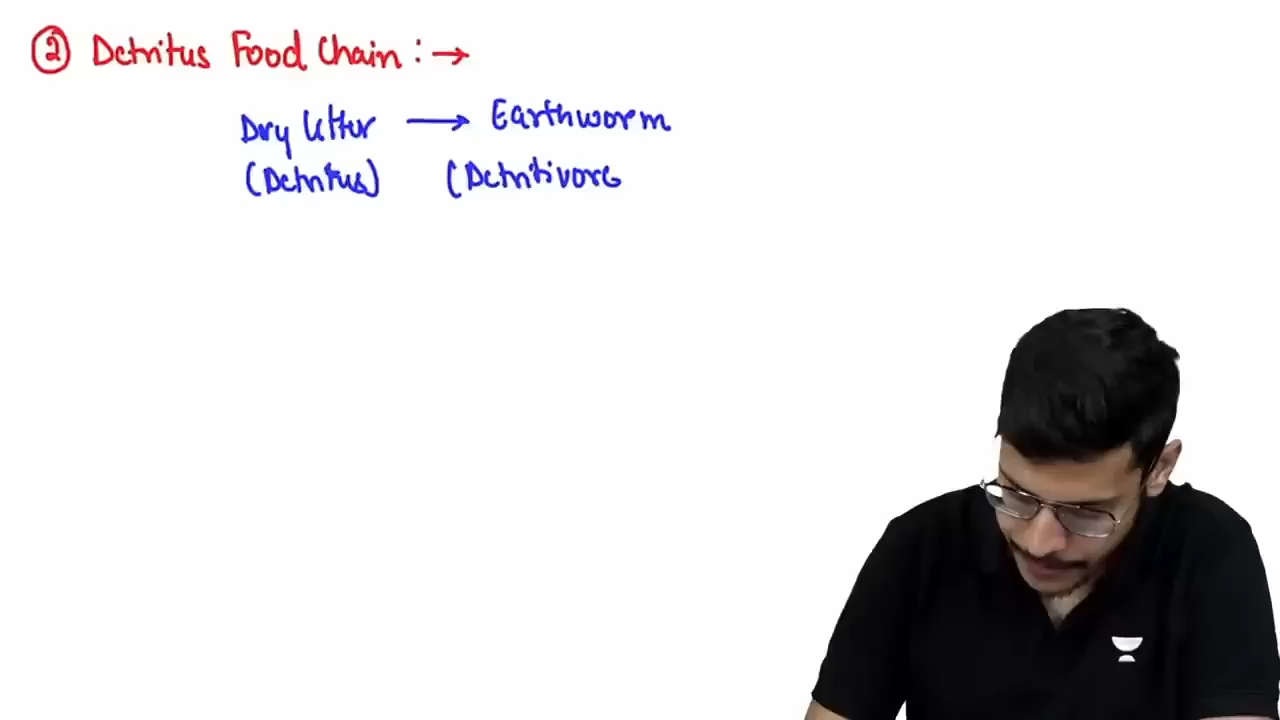 ② Detritus Food Chain : →
Dry litter → Earthworm
(Detritus) (Detritivore